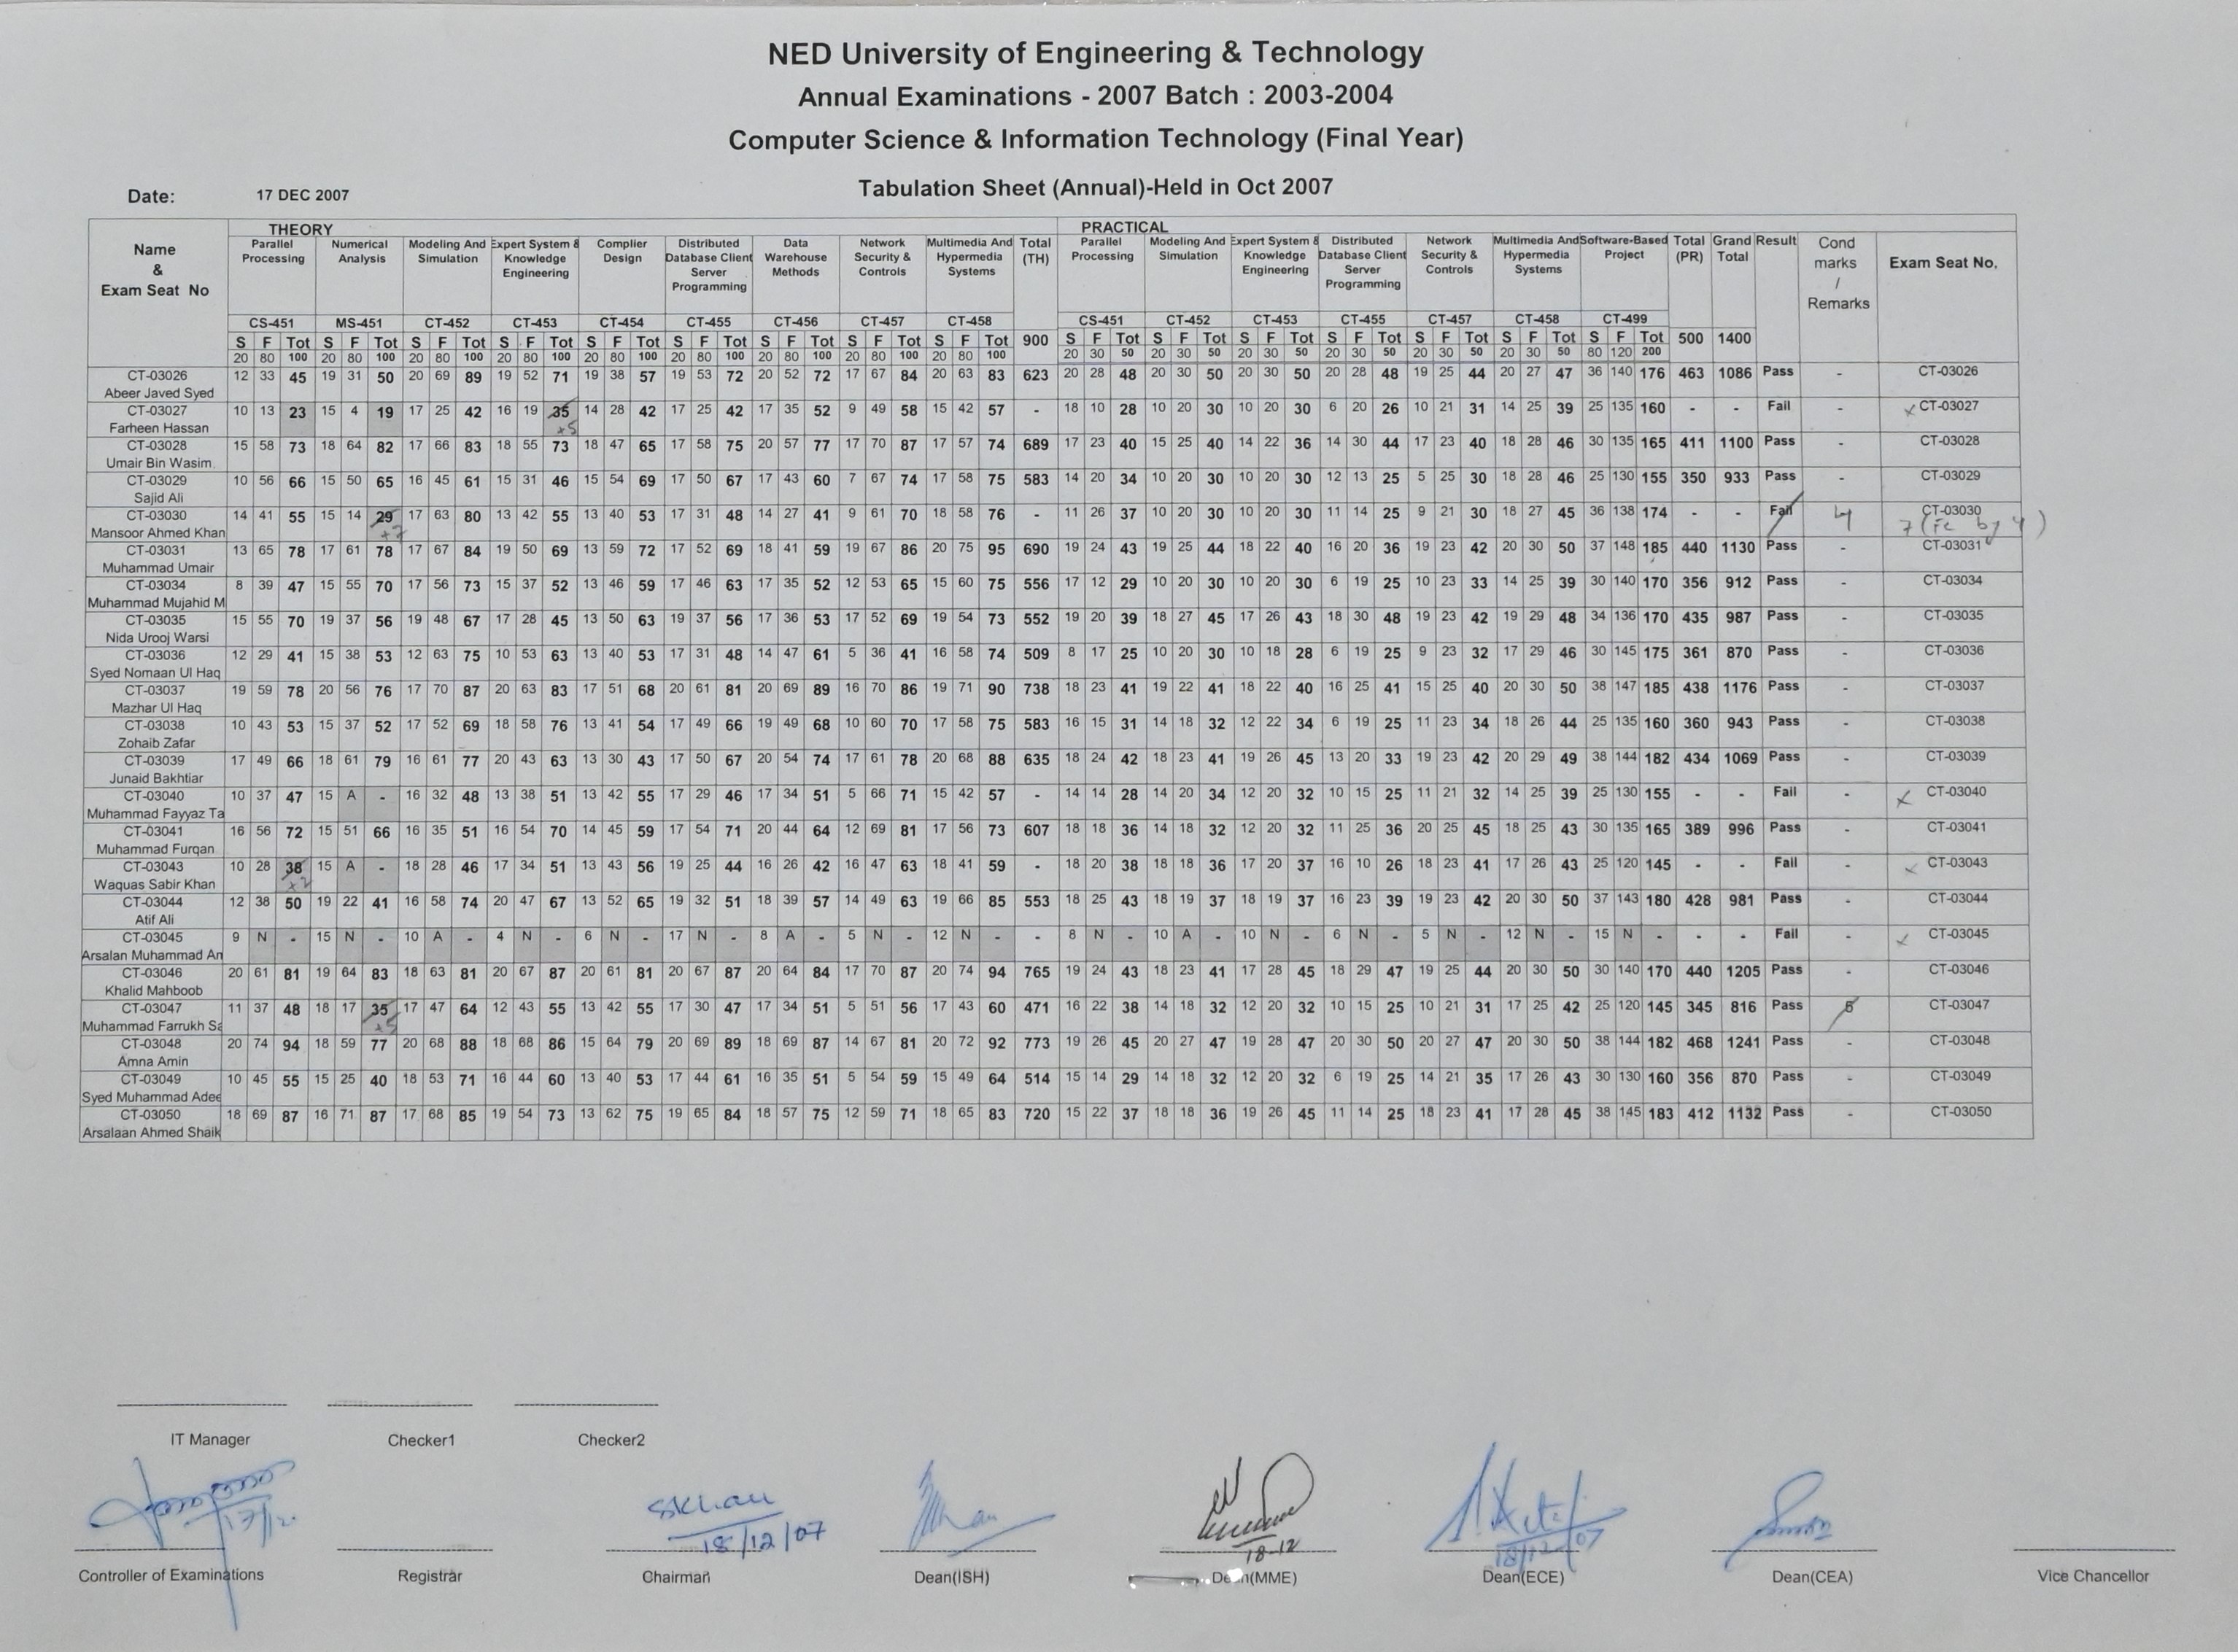 NED University of Engineering & Technology
Annual Examinations - 2007 Batch : 2003-2004
Computer Science & Information Technology (Final Year)
Date: 17 DEC 2007 Tabulation Sheet (Annual)-Held in Oct 2007
Name & Exam Seat No
THEORY PRACTICAL
Parallel Processing Numerical Analysis Modeling And Simulation Expert System & Knowledge Engineering Complier Design Distributed Database Client Server Programming Data Warehouse Methods Network Security & Controls Multimedia And Hypermedia Systems Total (TH) Parallel Processing Modeling And Simulation Expert System & Knowledge Engineering Distributed Database Client Server Programming Network Security & Controls Multimedia And Hypermedia Systems Software-Based Project Total (PR) Grand Total Result Cond marks / Remarks Exam Seat No.
CS-451 MS-451 CT-452 CT-453 CT-454 CT-455 CT-456 CT-457 CT-458 CS-451 CT-452 CT-453 CT-455 CT-457 CT-458 CT-499
S F Tot S F Tot S F Tot S F Tot S F Tot S F Tot S F Tot S F Tot S F Tot 900 S F Tot S F Tot S F Tot S F Tot S F Tot S F Tot S F Tot 500 1400
20 80 100 20 80 100 20 80 100 20 80 100 20 80 100 20 80 100 20 80 100 20 80 100 20 80 100 20 30 50 20 30 50 20 30 50 20 30 50 20 30 50 20 30 50 80 120 200
CT-03026 12 33 45 19 31 50 20 69 89 19 52 71 19 38 57 19 53 72 20 52 72 17 67 84 20 63 83 623 20 28 48 20 30 50 20 30 50 20 28 48 19 25 44 20 27 47 36 140 176 463 1086 Pass - CT-03026
Abeer Javed Syed
CT-03027 10 13 23 15 4 19 17 25 42 16 19 35 14 28 42 17 25 42 17 35 52 9 49 58 15 42 57 - 18 10 28 10 20 30 10 20 30 6 20 26 10 21 31 14 25 39 25 135 160 - - Fail - x CT-03027
Farheen Hassan +5
CT-03028 15 58 73 18 64 82 17 66 83 18 55 73 18 47 65 17 58 75 20 57 77 17 70 87 17 57 74 689 17 23 40 15 25 40 14 22 36 14 30 44 17 23 40 18 28 46 30 135 165 411 1100 Pass - CT-03028
Umair Bin Wasim
CT-03029 10 56 66 15 50 65 16 45 61 15 31 46 15 54 69 17 50 67 17 43 60 7 67 74 17 58 75 583 14 20 34 10 20 30 10 20 30 12 13 25 5 25 30 18 28 46 25 130 155 350 933 Pass - CT-03029
Sajid Ali
CT-03030 14 41 55 15 14 29 17 63 80 13 42 55 13 40 53 17 31 48 14 27 41 9 61 70 18 58 76 - 11 26 37 10 20 30 10 20 30 11 14 25 9 21 30 18 27 45 36 138 174 - - Fail 4 CT-03030
Mansoor Ahmed Khan +7
CT-03031 13 65 78 17 61 78 17 67 84 19 50 69 13 59 72 17 52 69 18 41 59 19 67 86 20 75 95 690 19 24 43 19 25 44 18 22 40 16 20 36 19 23 42 20 30 50 37 148 185 440 1130 Pass - CT-03031
Muhammad Umair
CT-03034 8 39 47 15 55 70 17 56 73 15 37 52 13 46 59 17 46 63 17 35 52 12 53 65 15 60 75 556 17 12 29 10 20 30 10 20 30 6 19 25 10 23 33 14 25 39 30 140 170 356 912 Pass - CT-03034
Muhammad Mujahid M
CT-03035 15 55 70 19 37 56 19 48 67 17 28 45 13 50 63 19 37 56 17 36 53 17 52 69 19 54 73 552 19 20 39 18 27 45 17 26 43 18 30 48 19 23 42 19 29 48 34 136 170 435 987 Pass - CT-03035
Nida Urooj Warsi
CT-03036 12 29 41 15 38 53 12 63 75 10 53 63 13 40 53 17 31 48 14 47 61 5 36 41 16 58 74 509 8 17 25 10 20 30 10 18 28 6 19 25 9 23 32 17 29 46 30 145 175 361 870 Pass - CT-03036
Syed Nomaan Ul Haq
CT-03037 19 59 78 20 56 76 17 70 87 20 63 83 17 51 68 20 61 81 20 69 89 16 70 86 19 71 90 738 18 23 41 19 22 41 18 22 40 16 25 41 15 25 40 20 30 50 38 147 185 438 1176 Pass - CT-03037
Mazhar Ul Haq
CT-03038 10 43 53 15 37 52 17 52 69 18 58 76 13 41 54 17 49 66 19 49 68 10 60 70 17 58 75 583 16 15 31 14 18 32 12 22 34 6 19 25 11 23 34 18 26 44 25 135 160 360 943 Pass - CT-03038
Zohaib Zafar
CT-03039 17 49 66 18 61 79 16 61 77 20 43 63 13 30 43 17 50 67 20 54 74 17 61 78 20 68 88 635 18 24 42 18 23 41 19 26 45 13 20 33 19 23 42 20 29 49 38 144 182 434 1069 Pass - CT-03039
Junaid Bakhtiar
CT-03040 10 37 47 15 A - 16 32 48 13 38 51 13 42 55 17 29 46 17 34 51 5 66 71 15 42 57 - 14 14 28 14 20 34 12 20 32 10 15 25 11 21 32 14 25 39 25 130 155 - - Fail - x CT-03040
Muhammad Fayyaz Ta
CT-03041 16 56 72 15 51 66 16 35 51 16 54 70 14 45 59 17 54 71 20 44 64 12 69 81 17 56 73 607 18 18 36 14 18 32 12 20 32 11 25 36 20 25 45 18 25 43 30 135 165 389 996 Pass - CT-03041
Muhammad Furqan
CT-03043 10 28 38 15 A - 18 28 46 17 34 51 13 43 56 19 25 44 16 26 42 16 47 63 18 41 59 - 18 20 38 18 18 36 17 20 37 16 10 26 18 23 41 17 26 43 25 120 145 - - Fail - x CT-03043
Waquas Sabir Khan +2
CT-03044 12 38 50 19 22 41 16 58 74 20 47 67 13 52 65 19 32 51 18 39 57 14 49 63 19 66 85 553 18 25 43 18 19 37 18 19 37 16 23 39 19 23 42 20 30 50 37 143 180 428 981 Pass - CT-03044
Atif Ali
CT-03045 9 N - 15 N - 10 A - 4 N - 6 N - 17 N - 8 A - 5 N - 12 N - - 8 N - 10 A - 10 N - 6 N - 5 N - 12 N - 15 N - - - Fail - x CT-03045
Arsalan Muhammad An
CT-03046 20 61 81 19 64 83 18 63 81 20 67 87 20 61 81 20 67 87 20 64 84 17 70 87 20 74 94 765 19 24 43 18 23 41 17 28 45 18 29 47 19 25 44 20 30 50 30 140 170 440 1205 Pass - CT-03046
Khalid Mahboob
CT-03047 11 37 48 18 17 35 17 47 64 12 43 55 13 42 55 17 30 47 17 34 51 5 51 56 17 43 60 471 16 22 38 14 18 32 12 20 32 10 15 25 10 21 31 17 25 42 25 120 145 345 816 Pass 5 CT-03047
Muhammad Farrukh Sa +5
CT-03048 20 74 94 18 59 77 20 68 88 18 68 86 15 64 79 20 69 89 18 69 87 14 67 81 20 72 92 773 19 26 45 20 27 47 19 28 47 20 30 50 20 27 47 20 30 50 38 144 182 468 1241 Pass - CT-03048
Amna Amin
CT-03049 10 45 55 15 25 40 18 53 71 16 44 60 13 40 53 17 44 61 16 35 51 5 54 59 15 49 64 514 15 14 29 14 18 32 12 20 32 6 19 25 14 21 35 17 26 43 30 130 160 356 870 Pass - CT-03049
Syed Muhammad Adee
CT-03050 18 69 87 16 71 87 17 68 85 19 54 73 13 62 75 19 65 84 18 57 75 12 59 71 18 65 83 720 15 22 37 18 18 36 19 26 45 11 14 25 18 23 41 17 28 45 38 145 183 412 1132 Pass - CT-03050
Arsalaan Ahmed Shaik
IT Manager Checker1 Checker2
SKhan
18/12/07 18-12
Controller of Examinations Registrar Chairman Dean(ISH) Dean(MME) Dean(ECE) Dean(CEA) Vice Chancellor